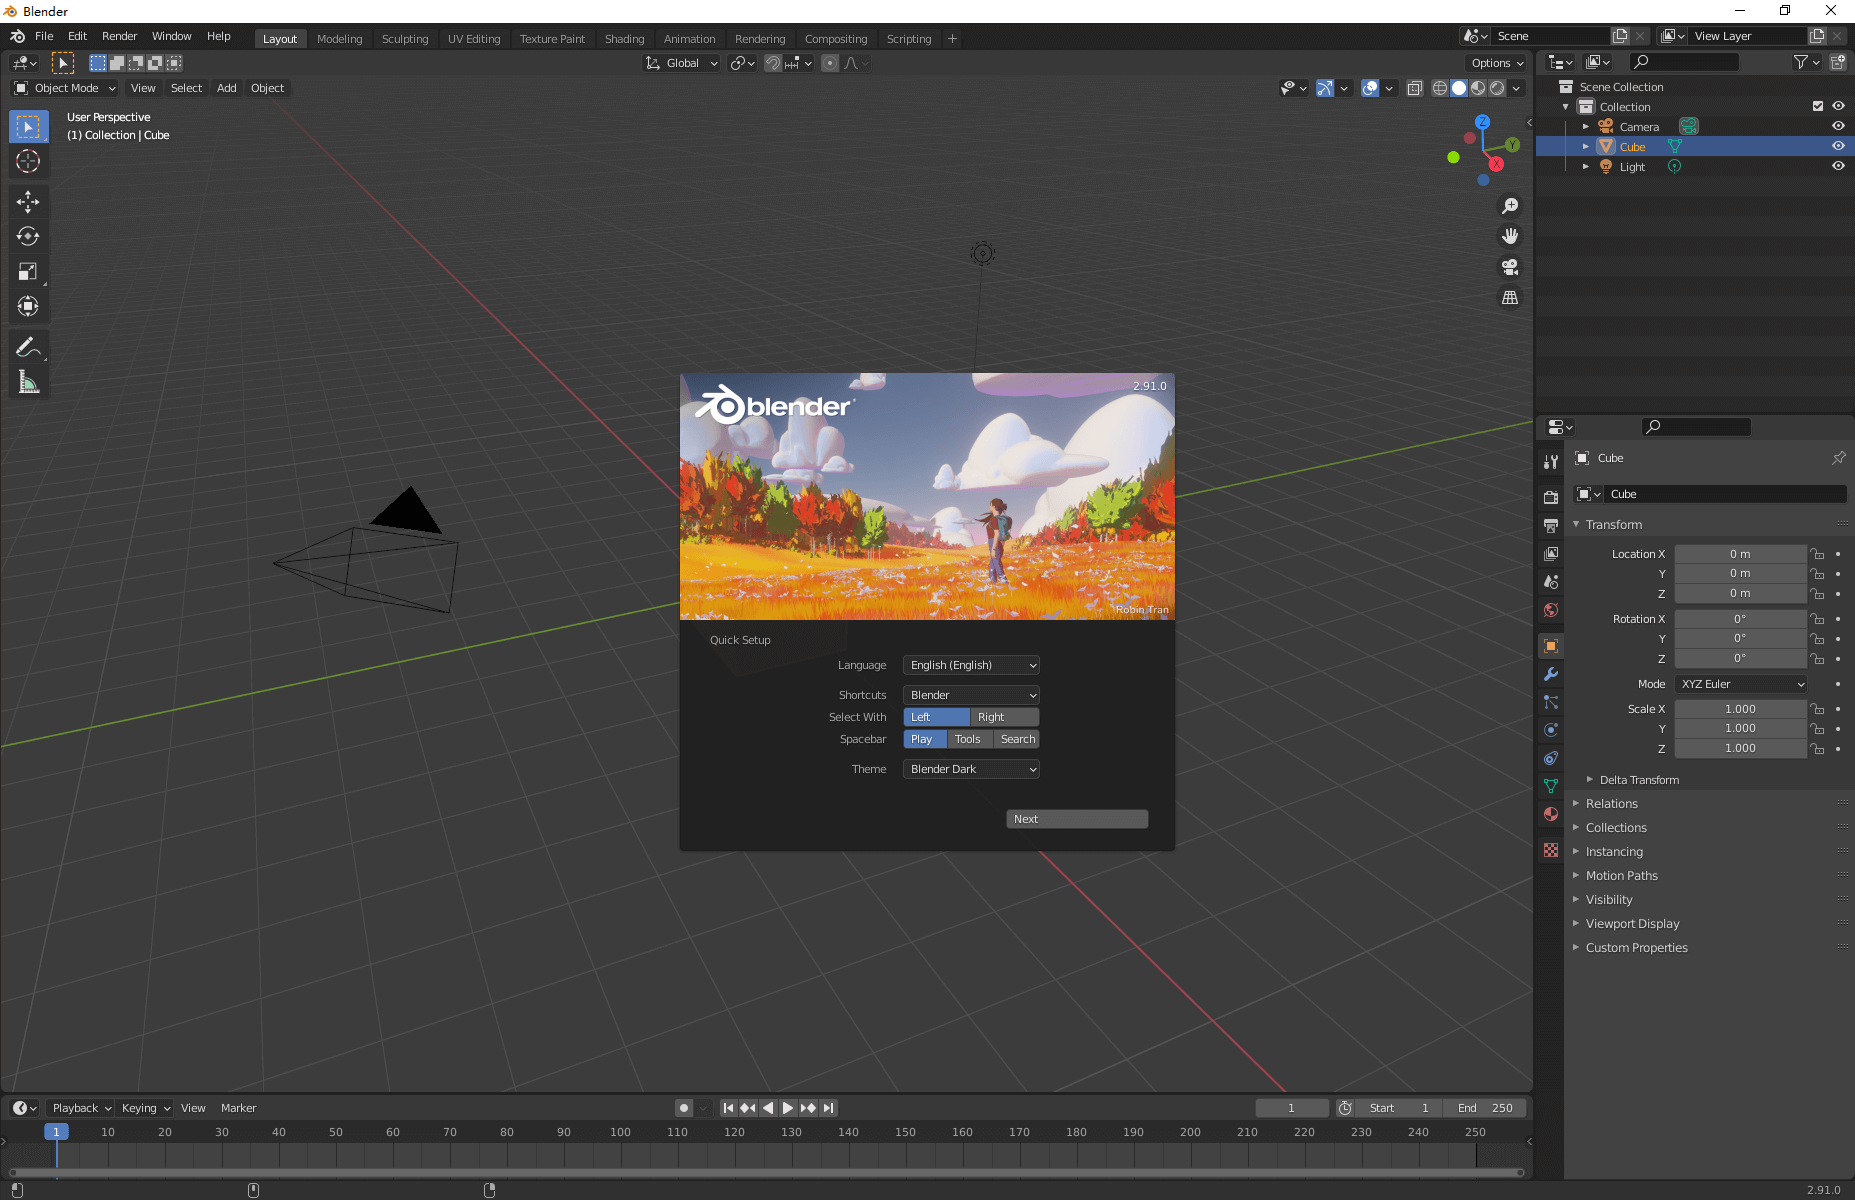 Blender
File Edit Render Window Help Layout Modeling Sculpting UV Editing Texture Paint Shading Animation Rendering Compositing Scripting + Scene View Layer
Global Options
Object Mode View Select Add Object
User Perspective
(1) Collection | Cube
Z
Y
X
Scene Collection
Collection
Camera
Cube
Light
blender
2.91.0
Robin Tran
Quick Setup
Language English (English)
Shortcuts Blender
Select With Left Right
Spacebar Play Tools Search
Theme Blender Dark
Next
Cube
Cube
Transform
Location X 0 m
Y 0 m
Z 0 m
Rotation X 0°
Y 0°
Z 0°
Mode XYZ Euler
Scale X 1.000
Y 1.000
Z 1.000
Delta Transform
Relations
Collections
Instancing
Motion Paths
Visibility
Viewport Display
Custom Properties
Playback Keying View Marker 1 Start 1 End 250
1 10 20 30 40 50 60 70 80 90 100 110 120 130 140 150 160 170 180 190 200 210 220 230 240 250
2.91.0